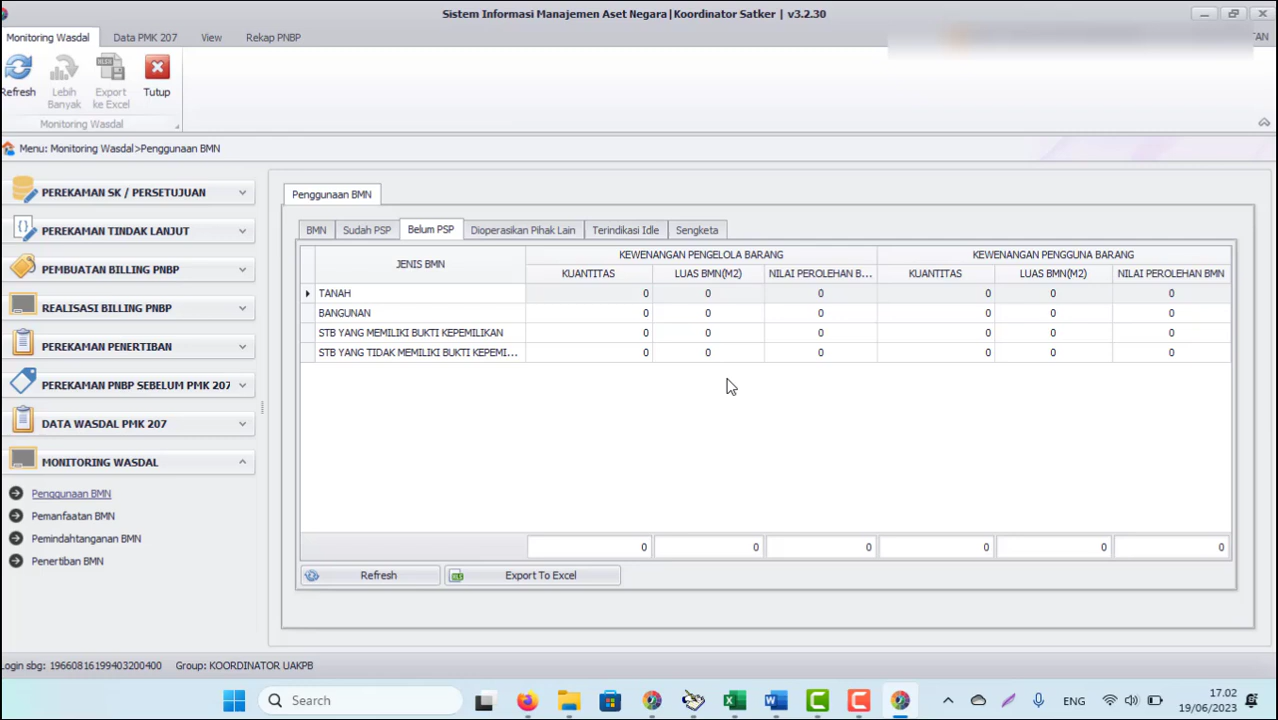 Sistem Informasi Manajemen Aset Negara|Koordinator Satker | v3.2.30
Monitoring Wasdal Data PMK 207 View Rekap PNBP
Refresh Lebih Banyak Export ke Excel Tutup
Monitoring Wasdal
Menu: Monitoring Wasdal>Penggunaan BMN
PEREKAMAN SK / PERSETUJUAN
PEREKAMAN TINDAK LANJUT
PEMBUATAN BILLING PNBP
REALISASI BILLING PNBP
PEREKAMAN PENERTIBAN
PEREKAMAN PNBP SEBELUM PMK 207
DATA WASDAL PMK 207
MONITORING WASDAL
Penggunaan BMN
Pemanfaatan BMN
Pemindahtanganan BMN
Penertiban BMN
Penggunaan BMN
BMN Sudah PSP Belum PSP Dioperasikan Pihak Lain Terindikasi Idle Sengketa
JENIS BMN KEWENANGAN PENGELOLA BARANG KEWENANGAN PENGGUNA BARANG
KUANTITAS LUAS BMN(M2) NILAI PEROLEHAN B... KUANTITAS LUAS BMN(M2) NILAI PEROLEHAN BMN
TANAH 0 0 0 0 0 0
BANGUNAN 0 0 0 0 0 0
STB YANG MEMILIKI BUKTI KEPEMILIKAN 0 0 0 0 0 0
STB YANG TIDAK MEMILIKI BUKTI KEPEMI... 0 0 0 0 0 0
0 0 0 0 0 0
Refresh Export To Excel
Login sbg: 196608161994032004​00 Group: KOORDINATOR UAKPB
Search
ENG
17.02
19/06/2023